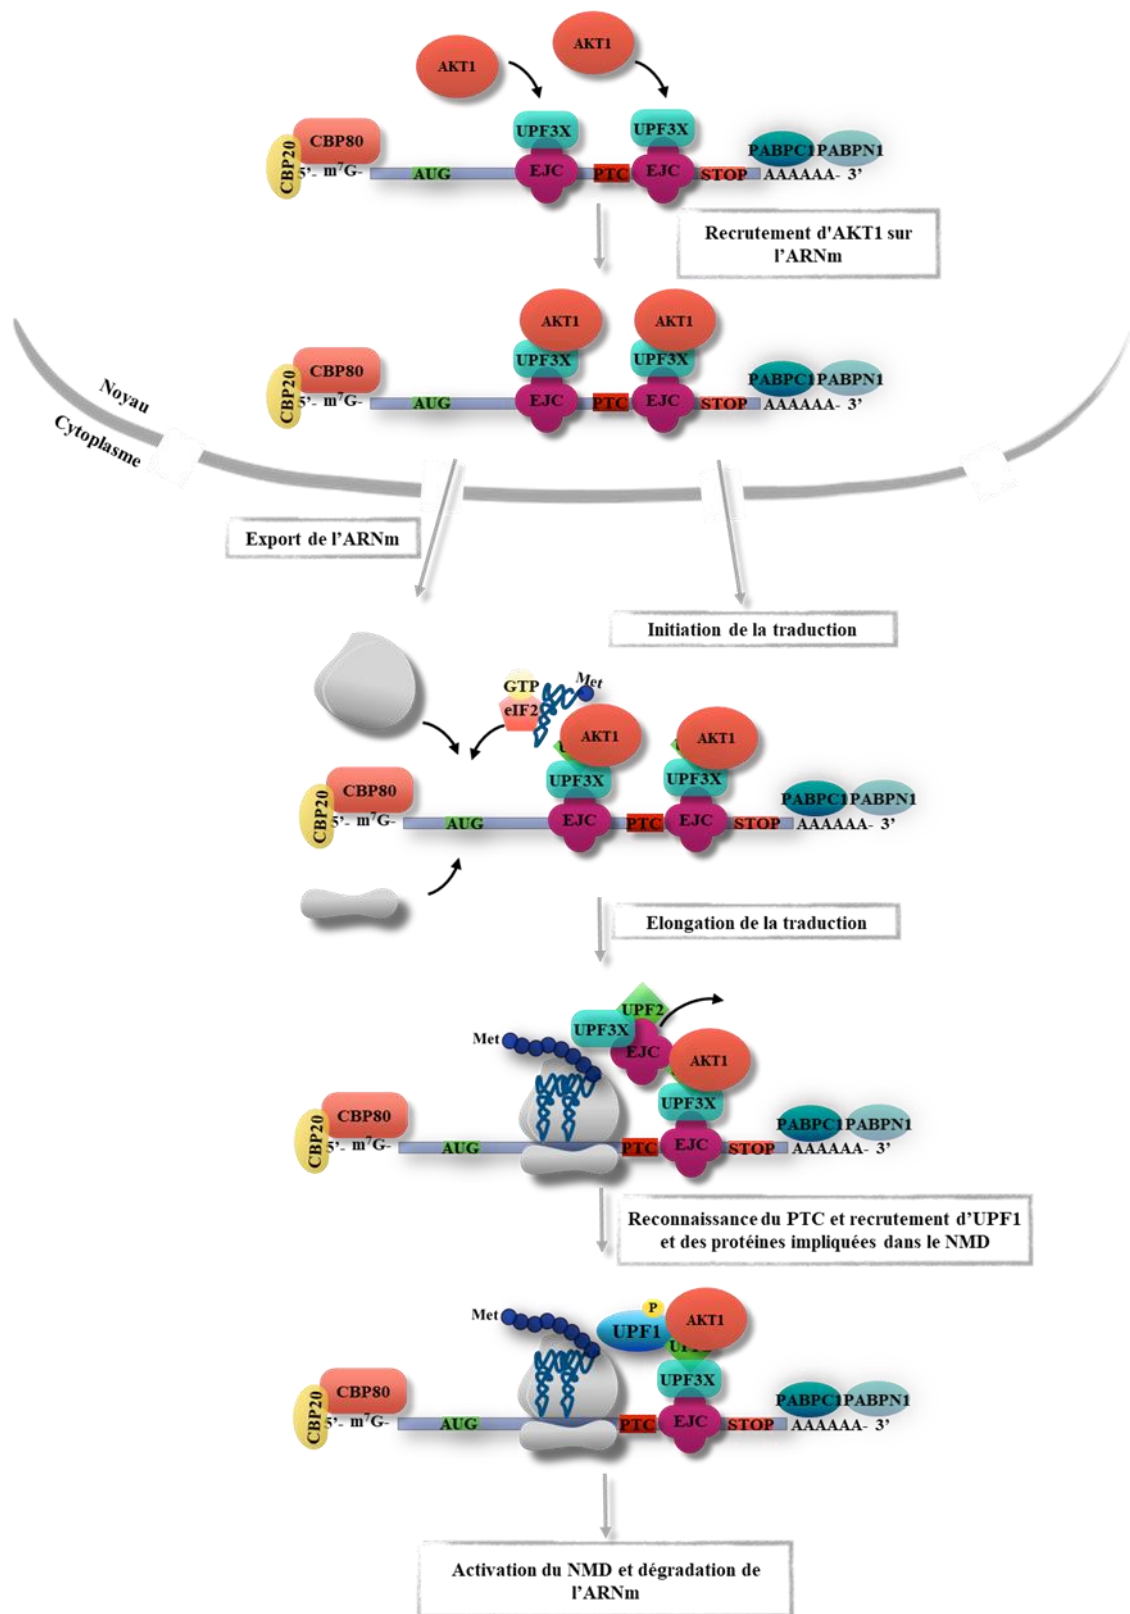 AKT1
AKT1
UPF3X
UPF3X
CBP80
CBP20
EJC
EJC
PABPC1
PABPN1
5’- m⁷G-
AUG
PTC
STOP
AAAAAA- 3’
Recrutement d'AKT1 sur
l’ARNm
AKT1
AKT1
UPF3X
UPF3X
CBP80
CBP20
EJC
EJC
PABPC1
PABPN1
5’- m⁷G-
AUG
PTC
STOP
AAAAAA- 3’
Noyau
Cytoplasme
Export de l’ARNm
Initiation de la traduction
GTP
eIF2
Met
AKT1
AKT1
UPF3X
UPF3X
CBP80
CBP20
EJC
EJC
PABPC1
PABPN1
5’- m⁷G-
AUG
PTC
STOP
AAAAAA- 3’
Elongation de la traduction
UPF2
UPF3X
EJC
Met
AKT1
UPF3X
CBP80
CBP20
EJC
PABPC1
PABPN1
5’- m⁷G-
AUG
PTC
STOP
AAAAAA- 3’
Reconnaissance du PTC et recrutement d’UPF1
et des protéines impliquées dans le NMD
Met
P
UPF1
AKT1
UPF3X
CBP80
CBP20
EJC
PABPC1
PABPN1
5’- m⁷G-
AUG
PTC
STOP
AAAAAA- 3’
Activation du NMD et dégradation de
l’ARNm